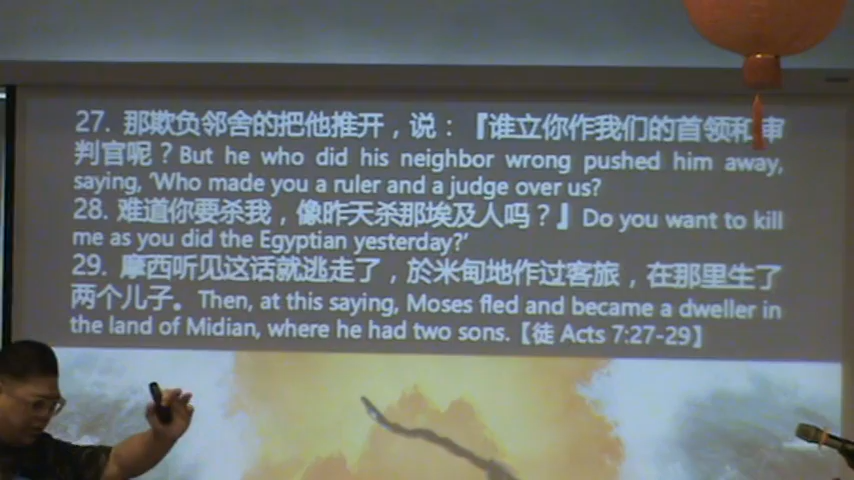 27. 那欺负邻舍的把他推开，说：『谁立你作我们的首领和审
判官呢？But he who did his neighbor wrong pushed him away,
saying, ‘Who made you a ruler and a judge over us?
28. 难道你要杀我，像昨天杀那埃及人吗？』Do you want to kill
me as you did the Egyptian yesterday?’
29. 摩西听见这话就逃走了，於米甸地作过客旅，在那里生了
两个儿子。Then, at this saying, Moses fled and became a dweller in
the land of Midian, where he had two sons.【徒 Acts 7:27-29】